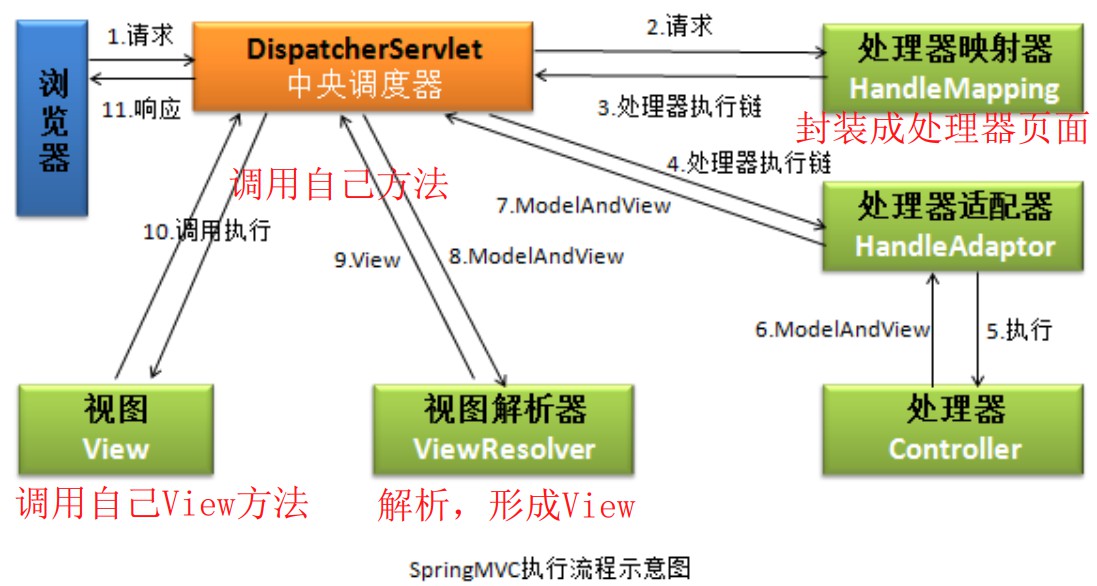 浏览器
1.请求
11.响应
DispatcherServlet
中央调度器
2.请求
3.处理器执行链
处理器映射器
HandleMapping
封装成处理器页面
4.处理器执行链
7.ModelAndView
处理器适配器
HandleAdaptor
调用自己方法
10.调用执行
9.View
8.ModelAndView
6.ModelAndView
5.执行
视图
View
调用自己View方法
视图解析器
ViewResolver
解析，形成View
处理器
Controller
SpringMVC执行流程示意图